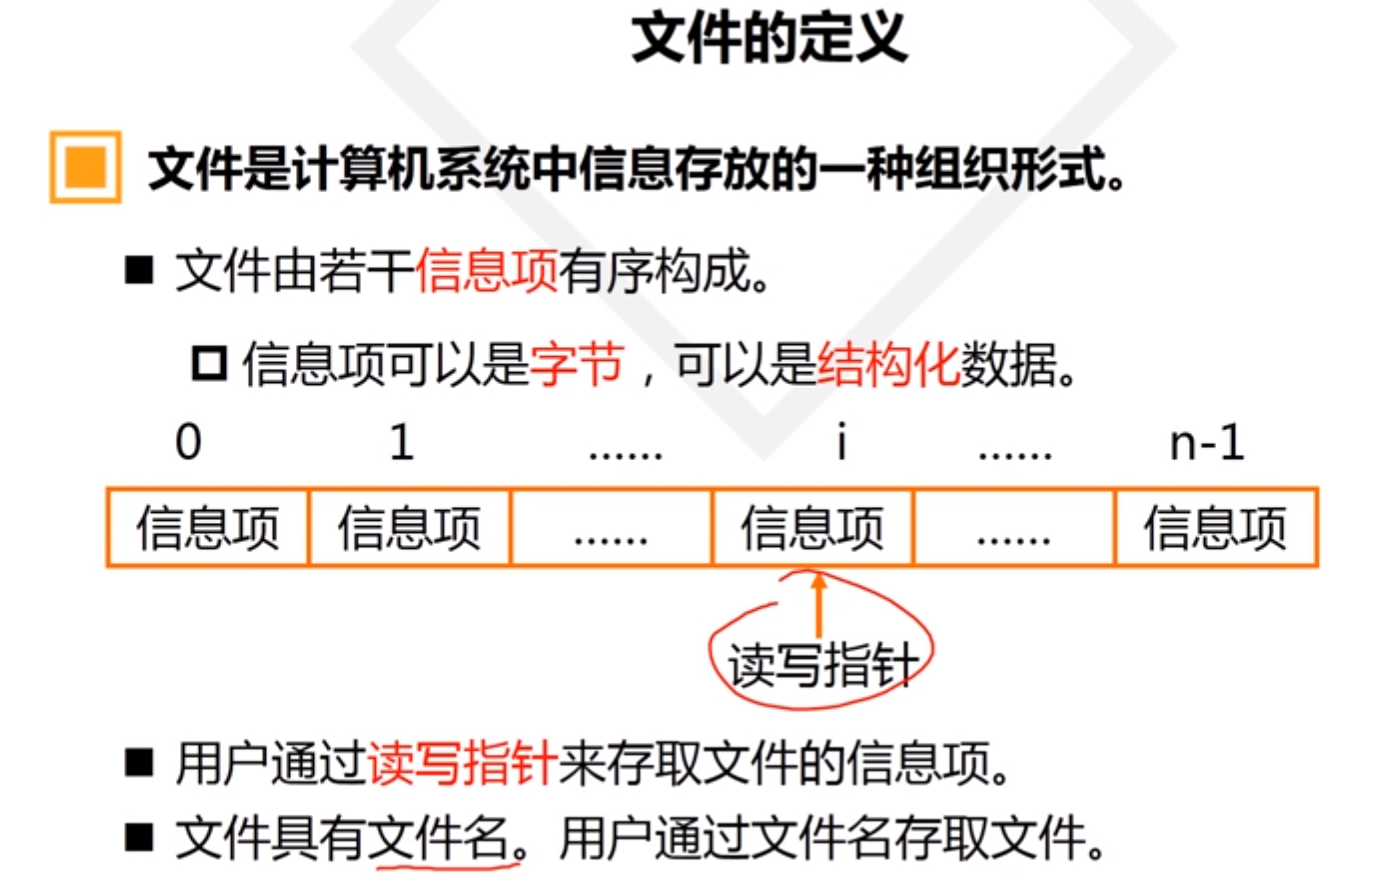 文件的定义
文件是计算机系统中信息存放的一种组织形式。
文件由若干信息项有序构成。
信息项可以是字节，可以是结构化数据。
0 1 ...... i ...... n-1
信息项 信息项 ...... 信息项 ...... 信息项
读写指针
用户通过读写指针来存取文件的信息项。
文件具有文件名。用户通过文件名存取文件。